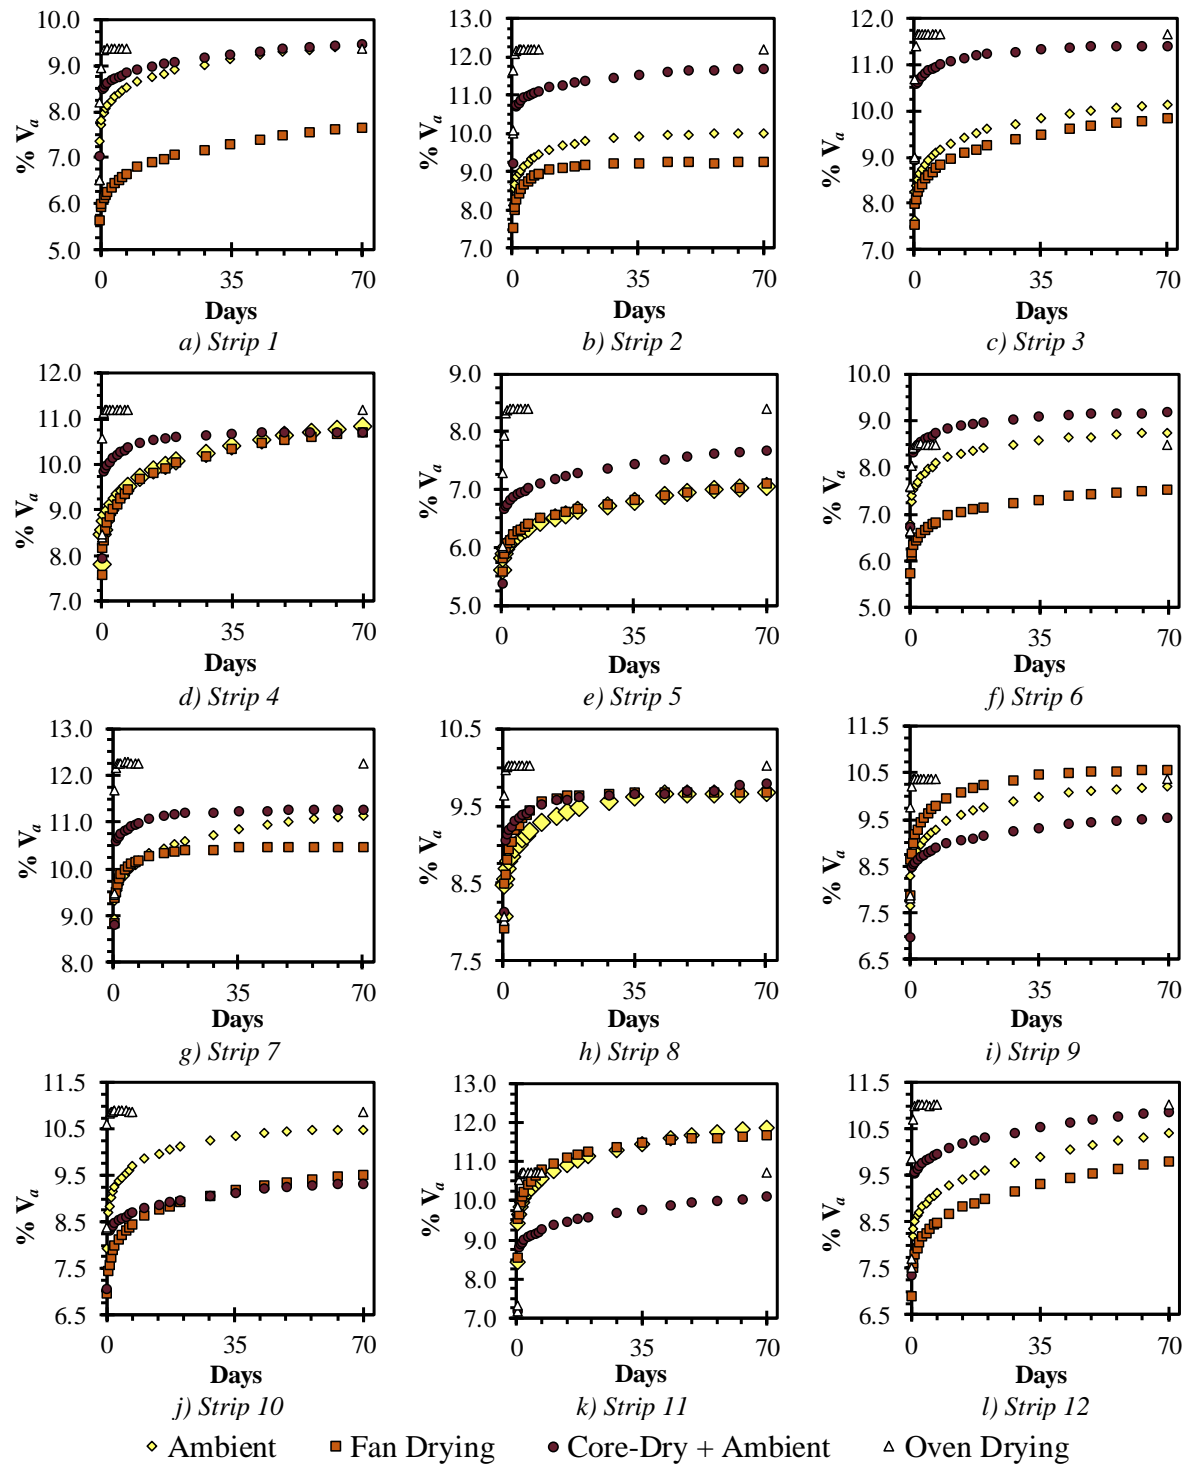 10.0
9.0
8.0
7.0
6.0
5.0
% Va
0 35 70
Days
a) Strip 1
13.0
12.0
11.0
10.0
9.0
8.0
7.0
% Va
0 35 70
Days
b) Strip 2
12.0
11.0
10.0
9.0
8.0
7.0
% Va
0 35 70
Days
c) Strip 3
12.0
11.0
10.0
9.0
8.0
7.0
% Va
0 35 70
Days
d) Strip 4
9.0
8.0
7.0
6.0
5.0
% Va
0 35 70
Days
e) Strip 5
10.0
9.0
8.0
7.0
6.0
5.0
% Va
0 35 70
Days
f) Strip 6
13.0
12.0
11.0
10.0
9.0
8.0
% Va
0 35 70
Days
g) Strip 7
10.5
9.5
8.5
7.5
% Va
0 35 70
Days
h) Strip 8
11.5
10.5
9.5
8.5
7.5
6.5
% Va
0 35 70
Days
i) Strip 9
11.5
10.5
9.5
8.5
7.5
6.5
% Va
0 35 70
Days
j) Strip 10
13.0
12.0
11.0
10.0
9.0
8.0
7.0
% Va
0 35 70
Days
k) Strip 11
12.5
11.5
10.5
9.5
8.5
7.5
6.5
% Va
0 35 70
Days
l) Strip 12
Ambient Fan Drying Core-Dry + Ambient Oven Drying